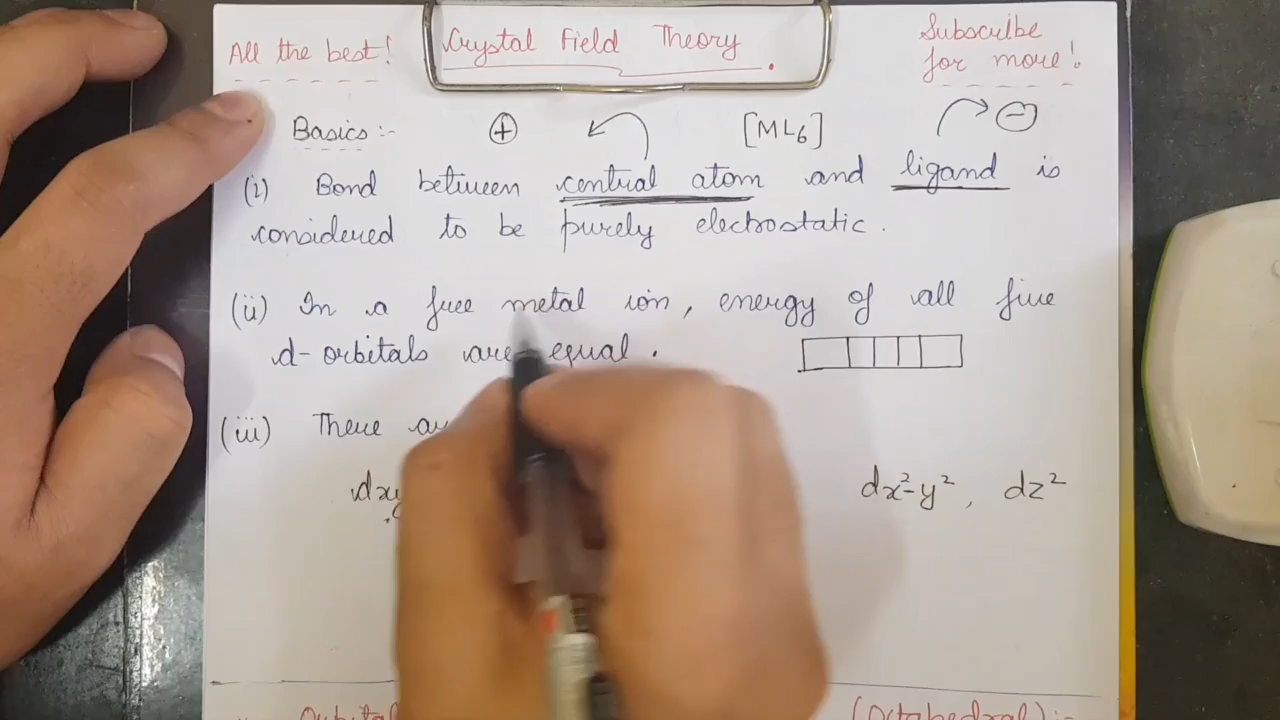 All the best!
Crystal Field Theory.
Subscribe
for more!
Basics :-
+
[ML6]
-
(i) Bond between central atom and ligand is
considered to be purely electrostatic.
(ii) In a free metal ion, energy of all five
d-orbitals are equal.
(iii) There
dx²-y², dz²
(Octahedral) :-